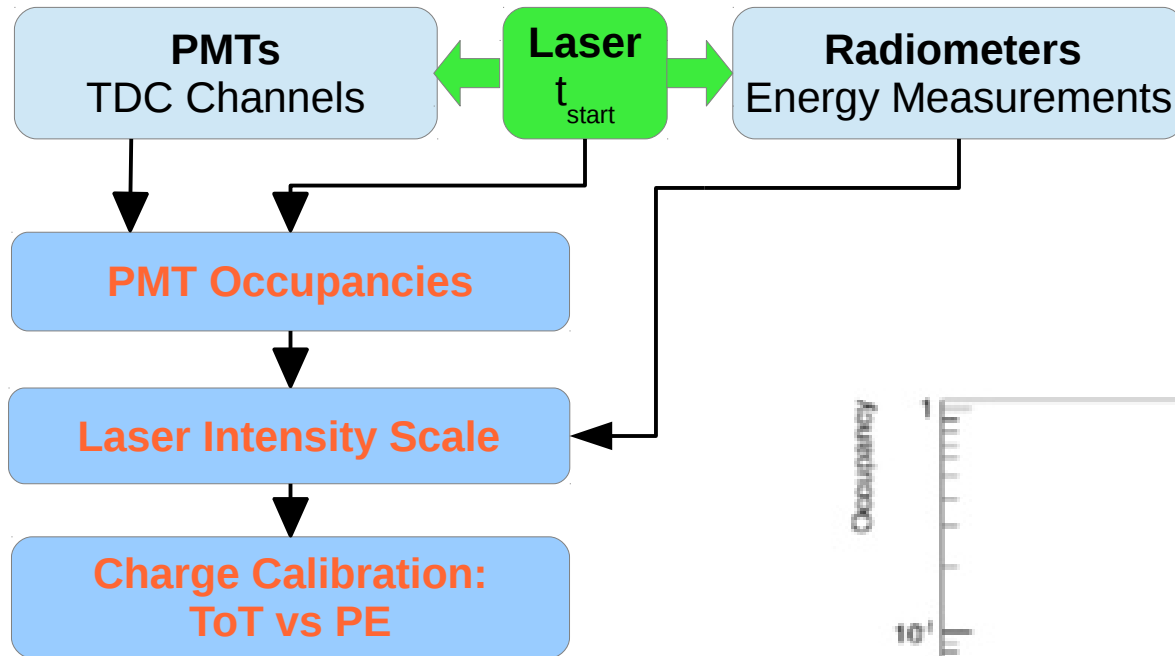 PMTs
TDC Channels
Laser
t_start
Radiometers
Energy Measurements
PMT Occupancies
Laser Intensity Scale
Charge Calibration:
ToT vs PE
Occupancy
1
10⁻¹